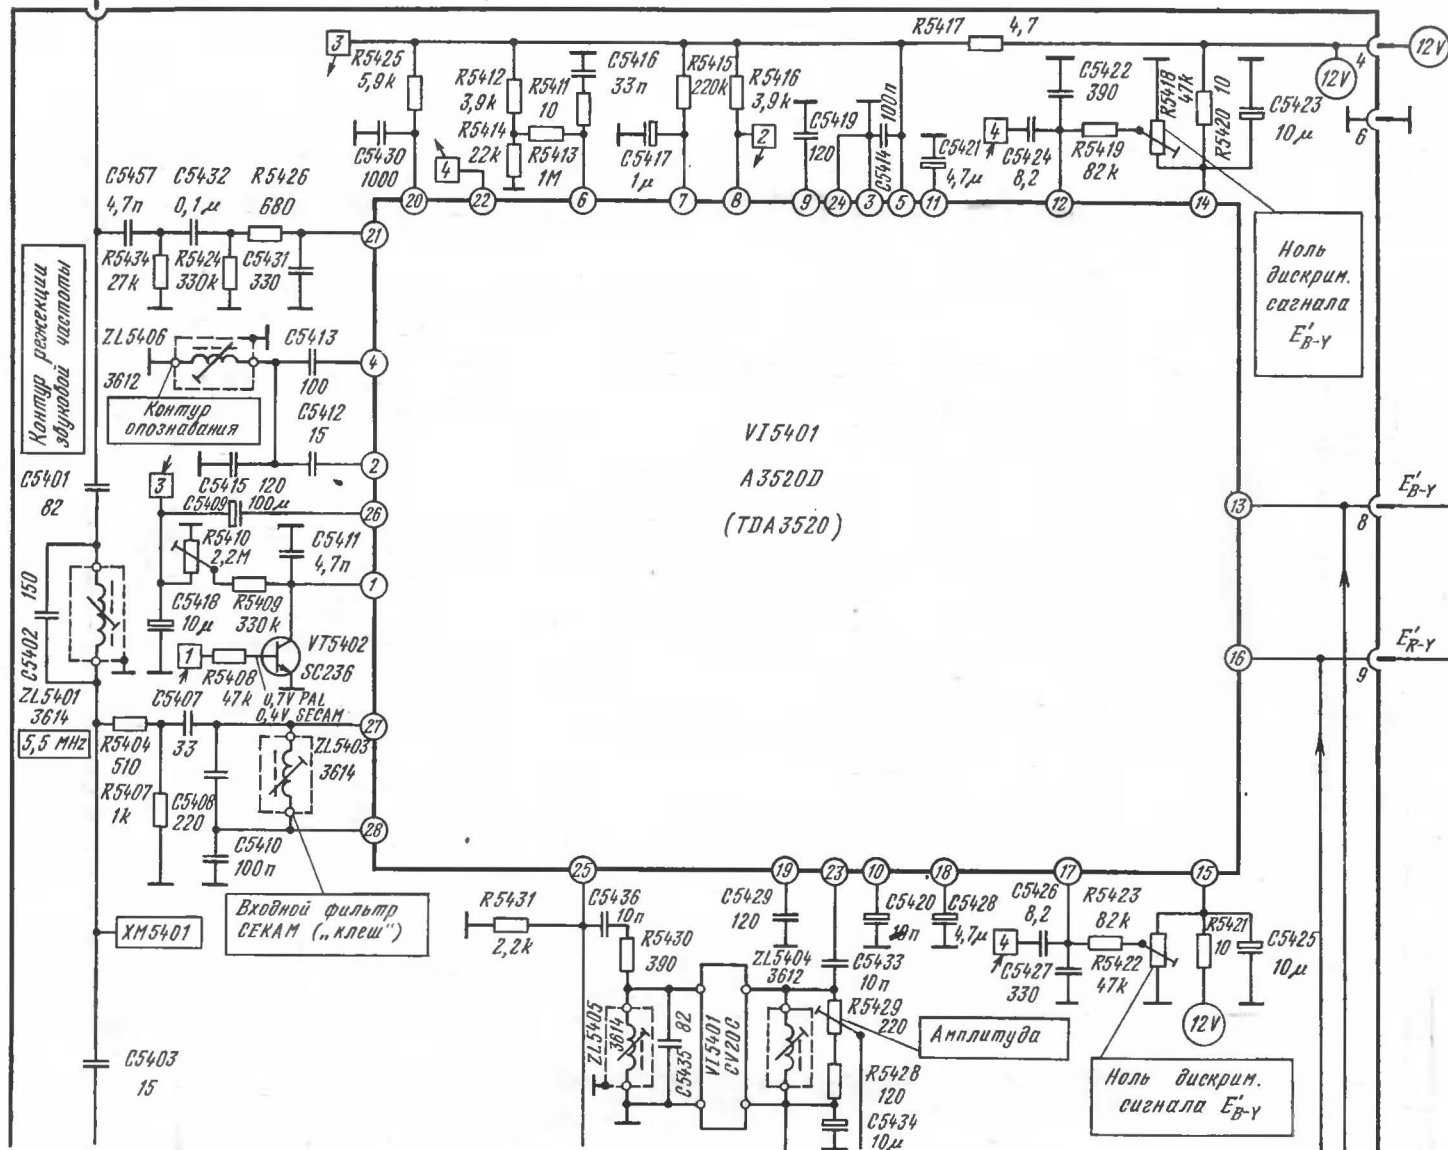 R5417 4,7
3
R5425
5,9k
R5412
3,9k
R5411
10
C5416
33n
R5415
220k
R5416
3,9k
100n
C5422
390
R5418
47k
10
R5420
C5423
10µ
4
12V
12V
6
C5430
1000
R5414
22k
4
R5413
1M
C5417
1µ
2
C5419
120
C5414
C5421
4,7µ
4
C5424
8,2
R5419
82k
20
22
6
7
8
9
24
3
5
11
12
14
C5457
4,7n
C5432
0,1µ
R5426
680
21
R5434
27k
R5424
330k
C5431
330
Ноль
дискрим.
сигнала
E'B-Y
Контур режекции
звуковой частоты
ZL5406
3612
C5413
100
4
Контур
опознавания
C5412
15
2
VI5401
A3520D
(TDA3520)
C5401
82
3
C5415 120
C5409 100µ
26
R5410
2,2M
C5411
4,7n
1
13
E'B-Y
8
150
C5402
C5418
10µ
R5409
330k
1
R5408
47k
VT5402
SC236
0,7V PAL
0,4V SECAM
16
E'R-Y
9
ZL5401
3614
5,5 MHz
C5407
33
27
R5404
510
R5407
1k
C5408
220
ZL5403
3614
28
C5410
100n
25
19
23
10
18
17
15
XM5401
Входной фильтр
СЕКАМ („клеш")
R5431
2,2k
C5436
10n
R5430
390
C5429
120
C5420
10n
C5428
4,7µ
C5426
8,2
4
R5423
82k
R5421
10
C5425
10µ
ZL5404
3612
C5433
10n
C5427
330
R5422
47k
12V
C5403
15
ZL5405
3614
82
C5435
VL5401
CV20C
R5429
220
Амплитуда
R5428
120
C5434
10µ
Ноль дискрим.
сигнала E'B-Y